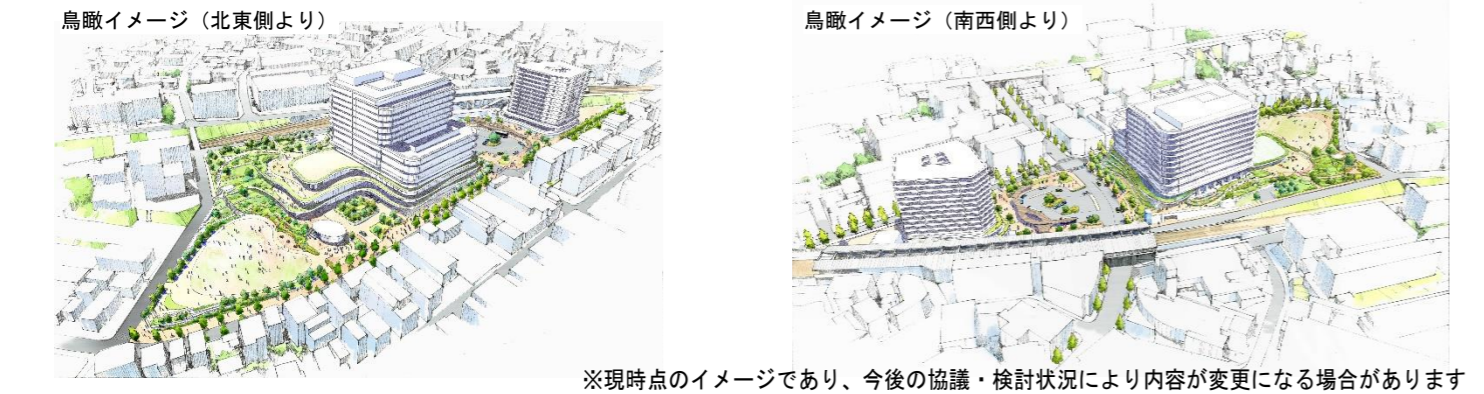 鳥瞰イメージ（北東側より）
鳥瞰イメージ（南西側より）
※現時点のイメージであり、今後の協議・検討状況により内容が変更になる場合があります